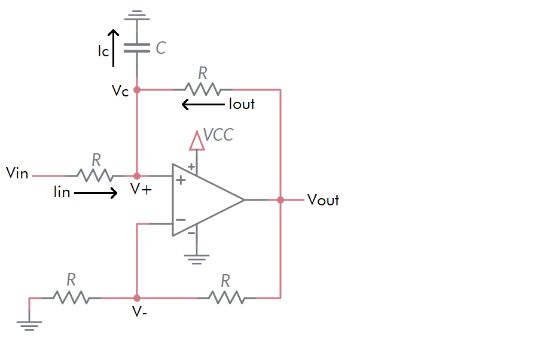 Ic
C
R
Vc
Iout
VCC
R
+
Vin
+
Iin
V+
Vout
−
−
R
R
V-